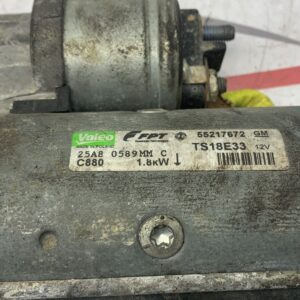 Valeo FPT 55217672 GM
TS18E33 12V
25A8 0589MM C
C880 1.8kW